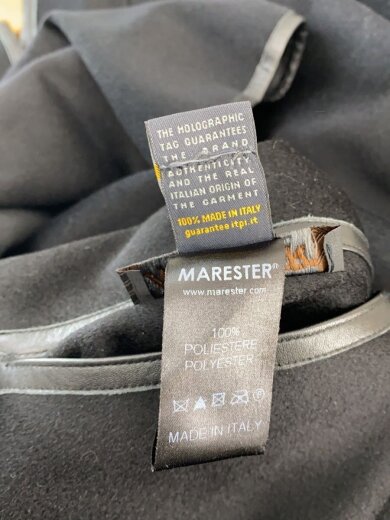 THE HOLOGRAPHIC
TAG GUARANTEES
THE BRAND
AUTHENTICITY
AND THE REAL
ITALIAN ORIGIN OF
THE GARMENT
100% MADE IN ITALY
guarantee.itpi.it
MARESTER®
www.marester.com
100%
POLIESTERE
POLYESTER
MADE IN ITALY